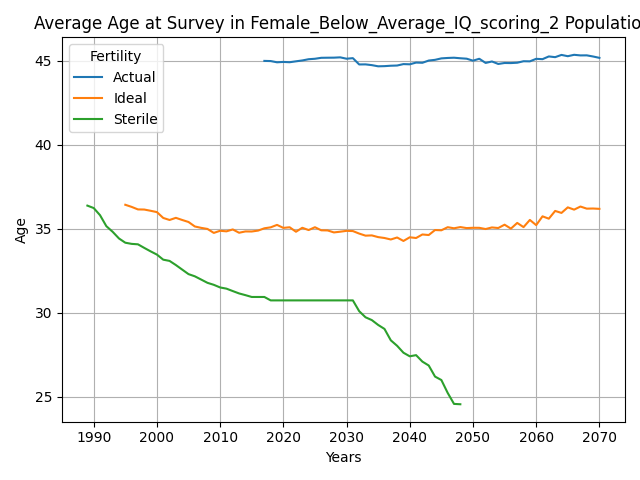 Average Age at Survey in Female_Below_Average_IQ_scoring_2 Populatio
Fertility
Actual
Ideal
Sterile
45
40
35
30
25
Age
1990 2000 2010 2020 2030 2040 2050 2060 2070
Years